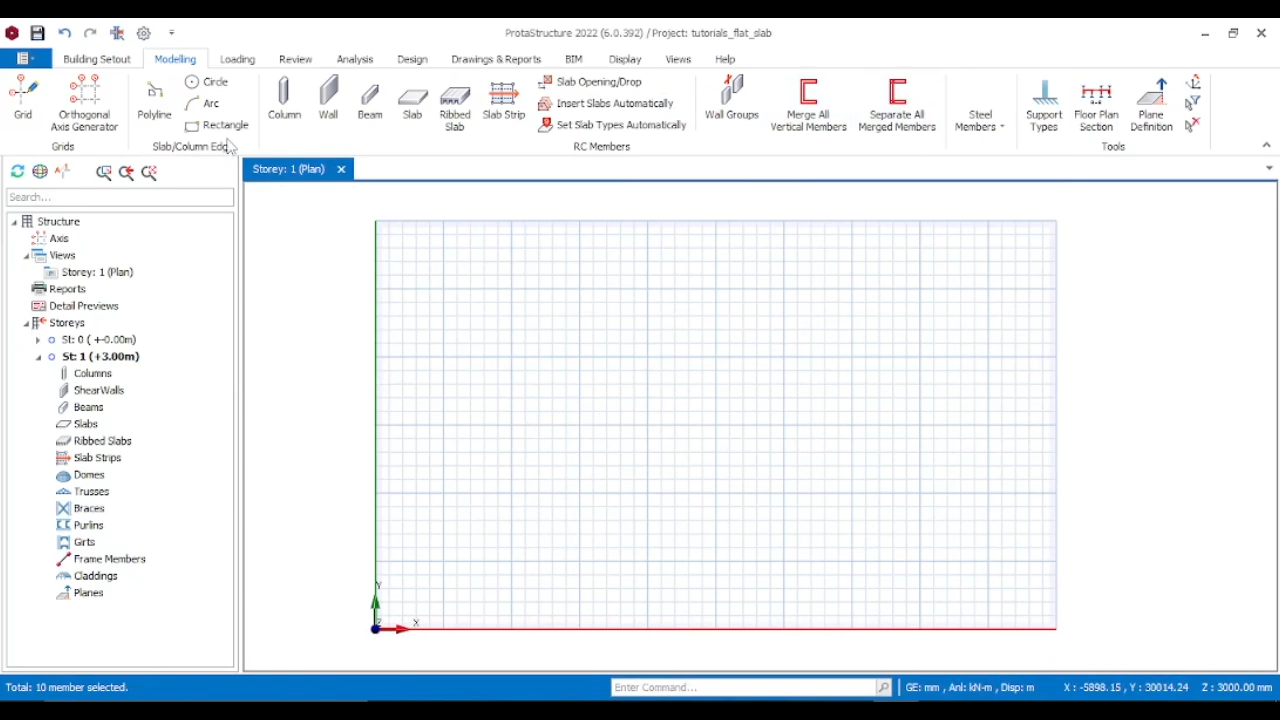 ProtaStructure 2022 (6.0.392) / Project: tutorials_flat_slab
Building Setout Modelling Loading Review Analysis Design Drawings & Reports BIM Display Views Help
Grid
Orthogonal Axis Generator
Grids
Polyline
Circle
Arc
Rectangle
Slab/Column Edge
Column
Wall
Beam
Slab
Ribbed Slab
Slab Strip
Slab Opening/Drop
Insert Slabs Automatically
Set Slab Types Automatically
RC Members
Wall Groups
Merge All Vertical Members
Separate All Merged Members
Steel Members
Support Types
Floor Plan Section
Plane Definition
Tools
Storey: 1 (Plan)
Search...
Structure
Axis
Views
Storey: 1 (Plan)
Reports
Detail Previews
Storeys
St: 0 ( +-0.00m)
St: 1 (+3.00m)
Columns
ShearWalls
Beams
Slabs
Ribbed Slabs
Slab Strips
Domes
Trusses
Braces
Purlins
Girts
Frame Members
Claddings
Planes
Y
Z
X
Total: 10 member selected.
Enter Command...
GE: mm , Anl: kN-m , Disp: m
X : -5898.15 , Y : 30014.24
Z : 3000.00 mm